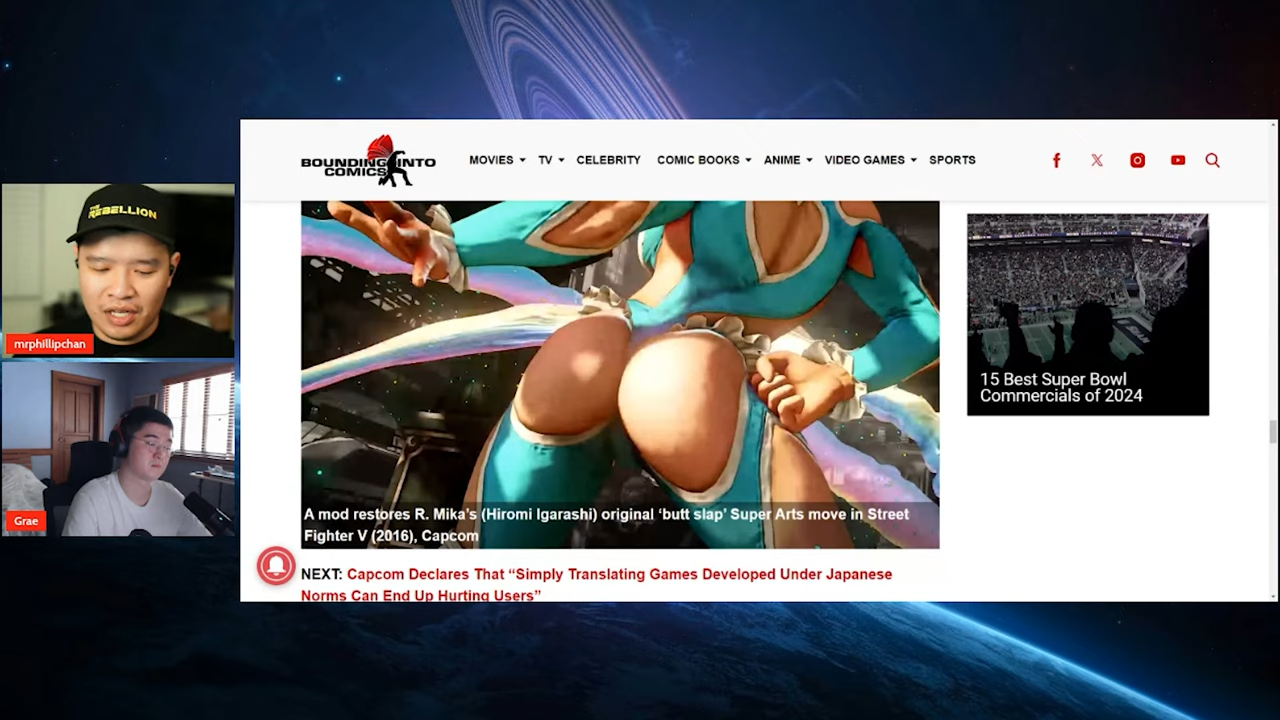 BOUNDING INTO
COMICS
MOVIES TV CELEBRITY COMIC BOOKS ANIME VIDEO GAMES SPORTS
THE
REBELLION
mrphillipchan
Grae
15 Best Super Bowl
Commercials of 2024
A mod restores R. Mika's (Hiromi Igarashi) original 'butt slap' Super Arts move in Street
Fighter V (2016), Capcom
NEXT: Capcom Declares That “Simply Translating Games Developed Under Japanese
Norms Can End Up Hurting Users”